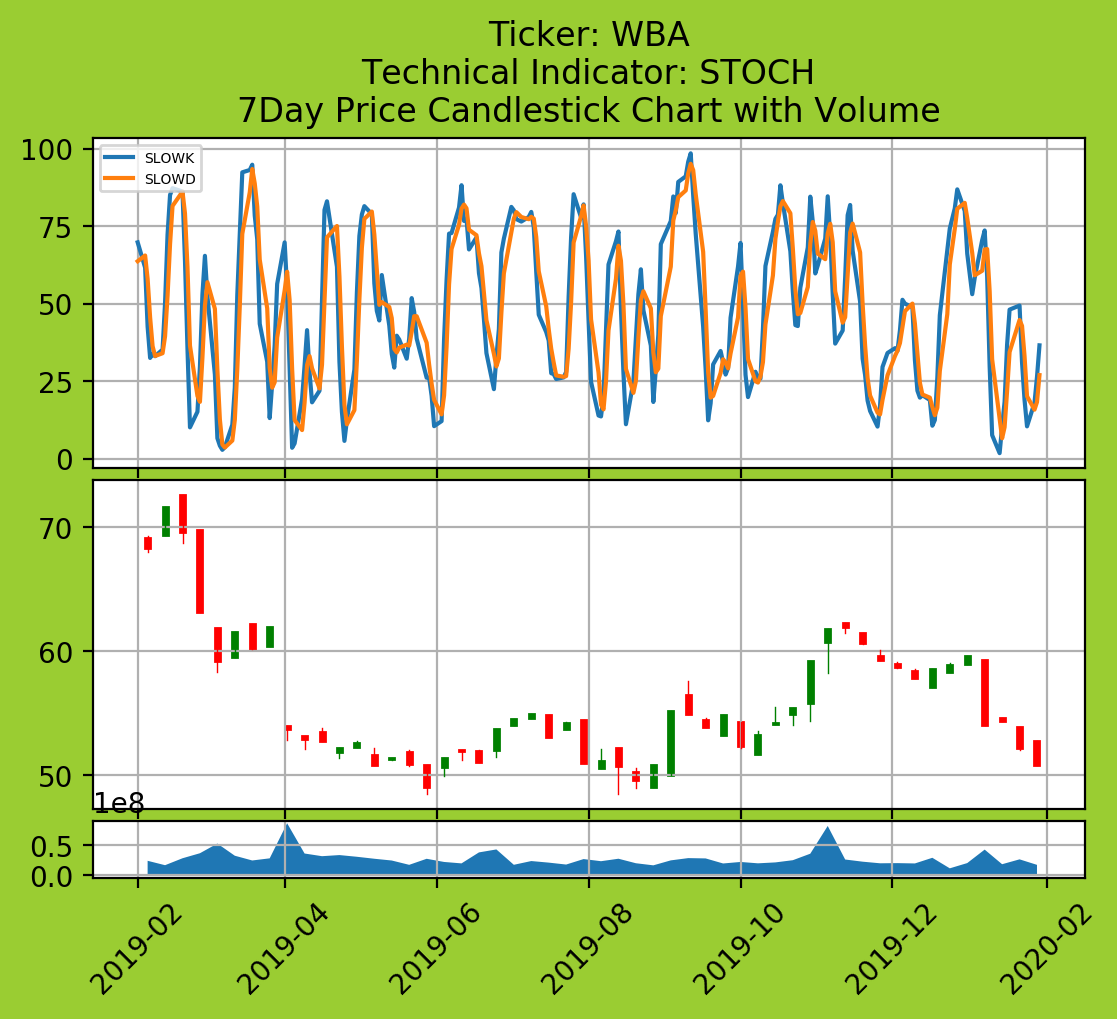 Ticker: WBA
Technical Indicator: STOCH
7Day Price Candlestick Chart with Volume
100
75
50
25
0
SLOWK
SLOWD
70
60
50
1e8
0.5
0.0
2019-02
2019-04
2019-06
2019-08
2019-10
2019-12
2020-02